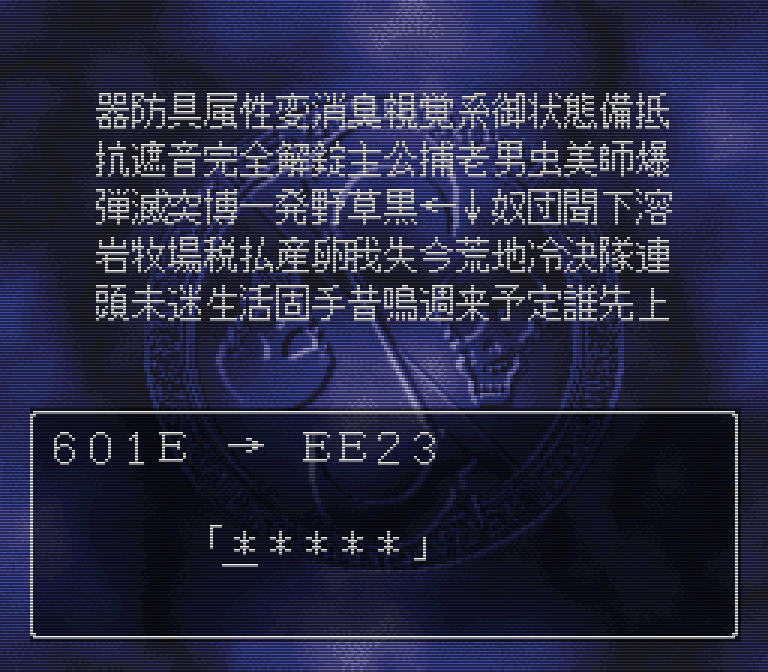 器防具属性変消臭視覚系御状態備抵
抗遮音完全解錠主公捕老男虫美師爆
弾滅突博一発野草黒←↓奴団聞下溶
岩牧場税払産卵我失今荒地冷決隊連
頭未迷生活固手昔鳴週来予定誰先上
601E → EE23
「*****」